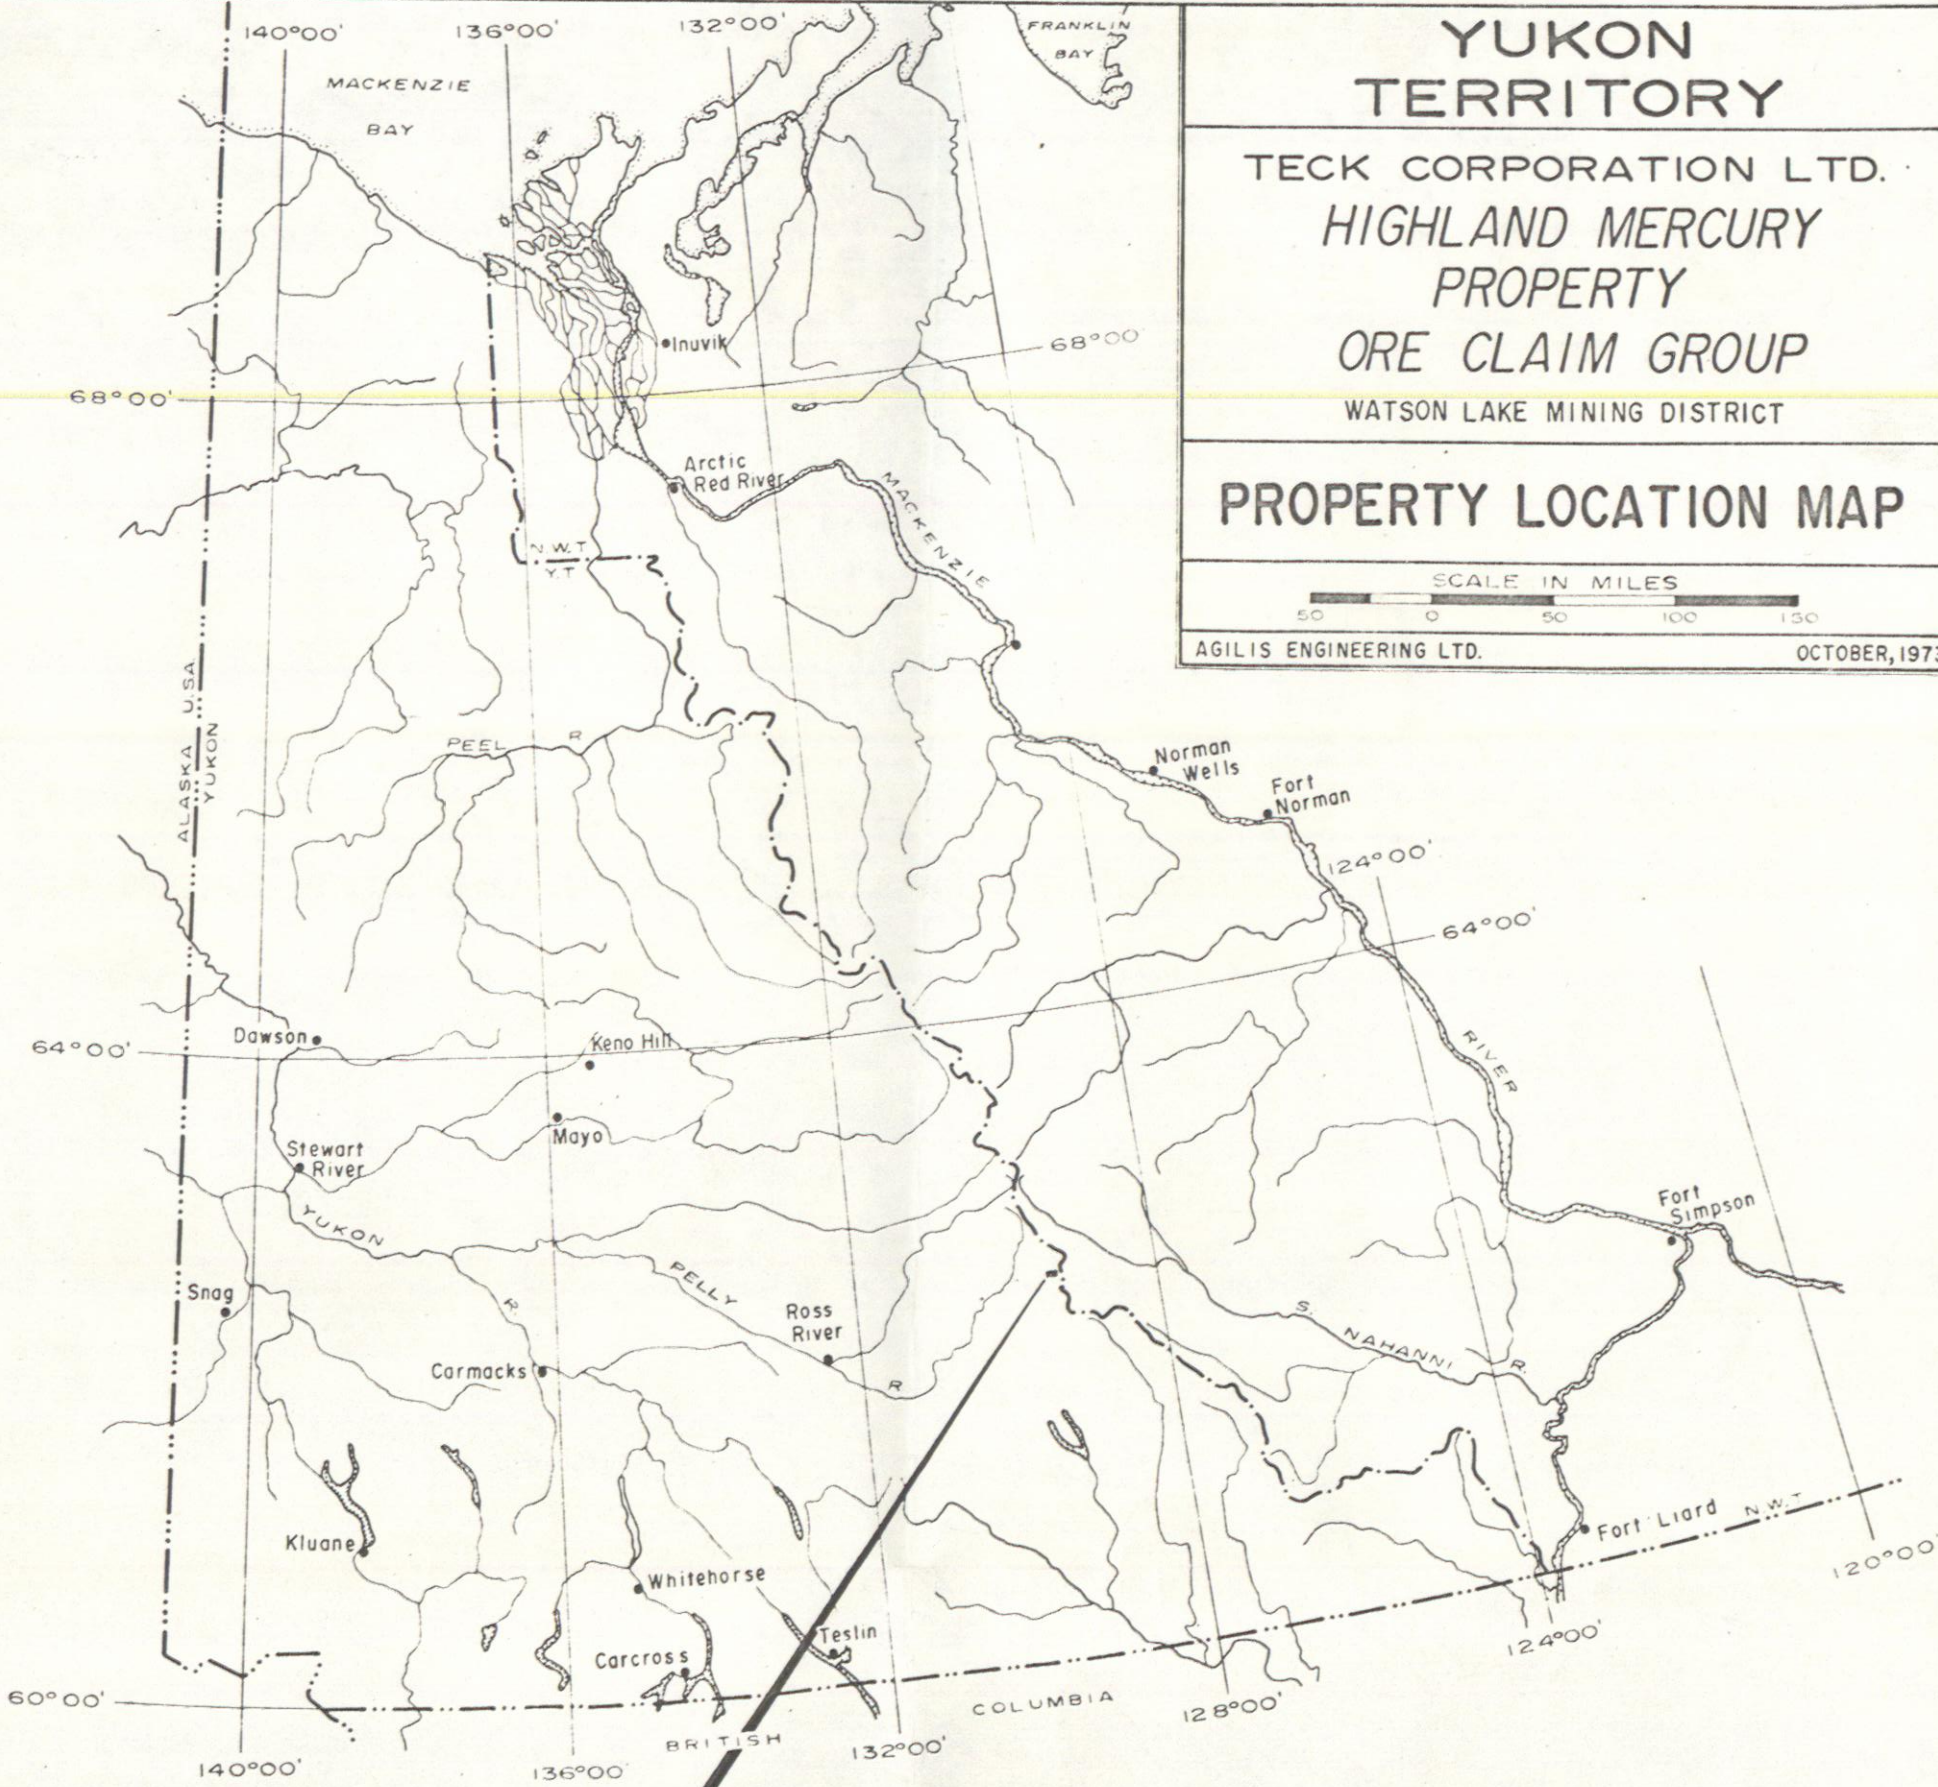 140°00'
136°00'
132°00'
FRANKLIN
BAY
MACKENZIE
BAY
YUKON
TERRITORY
TECK CORPORATION LTD.
HIGHLAND MERCURY
PROPERTY
ORE CLAIM GROUP
WATSON LAKE MINING DISTRICT
PROPERTY LOCATION MAP
SCALE IN MILES
50 0 50 100 150
AGILIS ENGINEERING LTD. OCTOBER, 1973
Inuvik
68°00'
68°00'
Arctic
Red River
MACKENZIE
N.W.T
Y.T
ALASKA U.S.A
YUKON
PEEL R
Norman
Wells
Fort
Norman
124°00'
64°00'
Dawson
Keno Hill
64°00'
RIVER
Mayo
Stewart
River
YUKON
Fort
Simpson
PELLY
Snag
R.
Ross
River
S. NAHANNI R.
Carmacks
R
Kluane
Fort Liard N.W.T
120°00'
Whitehorse
Teslin
124°00'
Carcross
60°00'
COLUMBIA
128°00'
BRITISH
132°00'
140°00'
136°00'